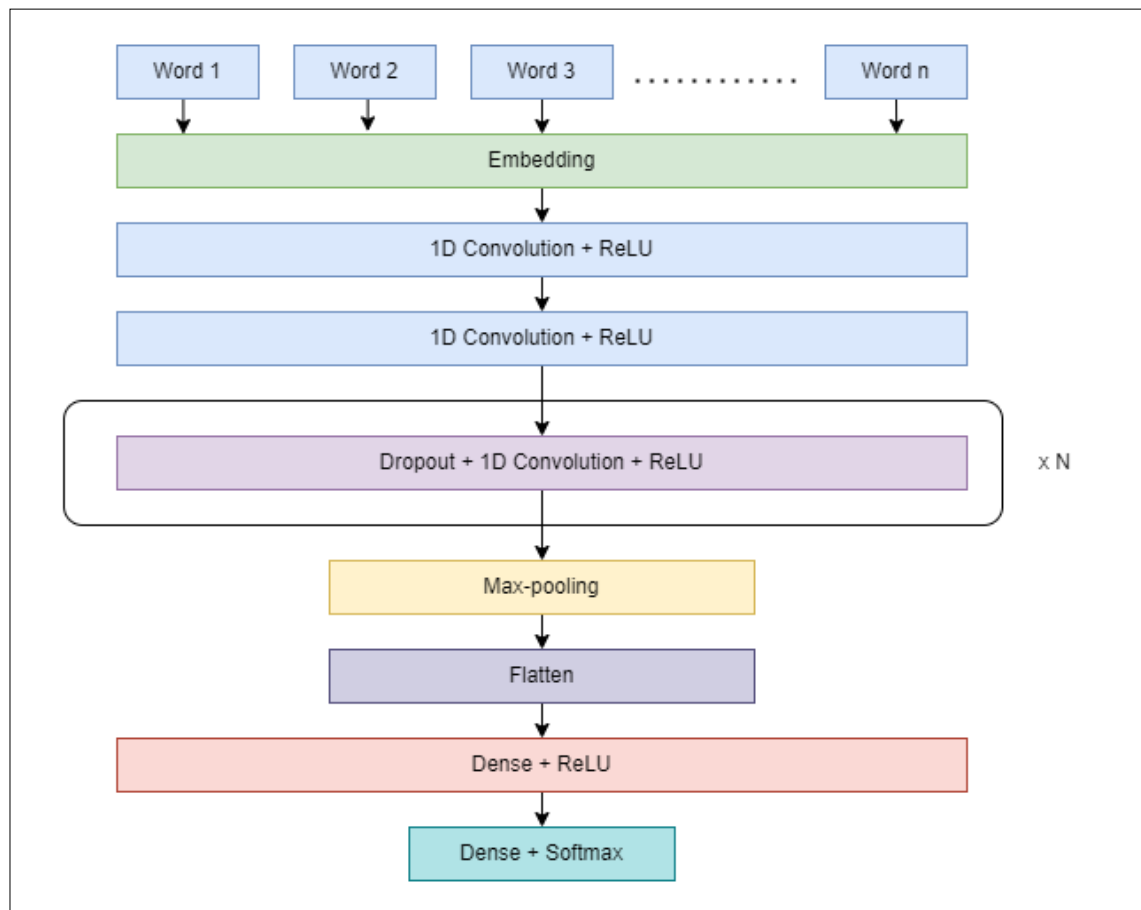 Word 1 Word 2 Word 3 ............ Word n
Embedding
1D Convolution + ReLU
1D Convolution + ReLU
Dropout + 1D Convolution + ReLU x N
Max-pooling
Flatten
Dense + ReLU
Dense + Softmax